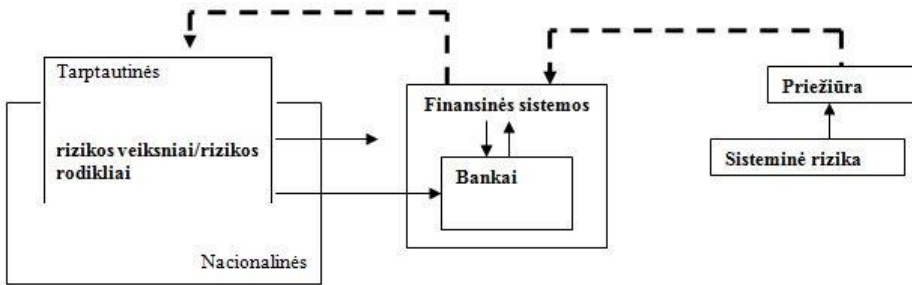 Tarptautinės
rizikos veiksniai/rizikos
rodikliai
Nacionalinės
Finansinės sistemos
Bankai
Priežiūra
Sisteminė rizika